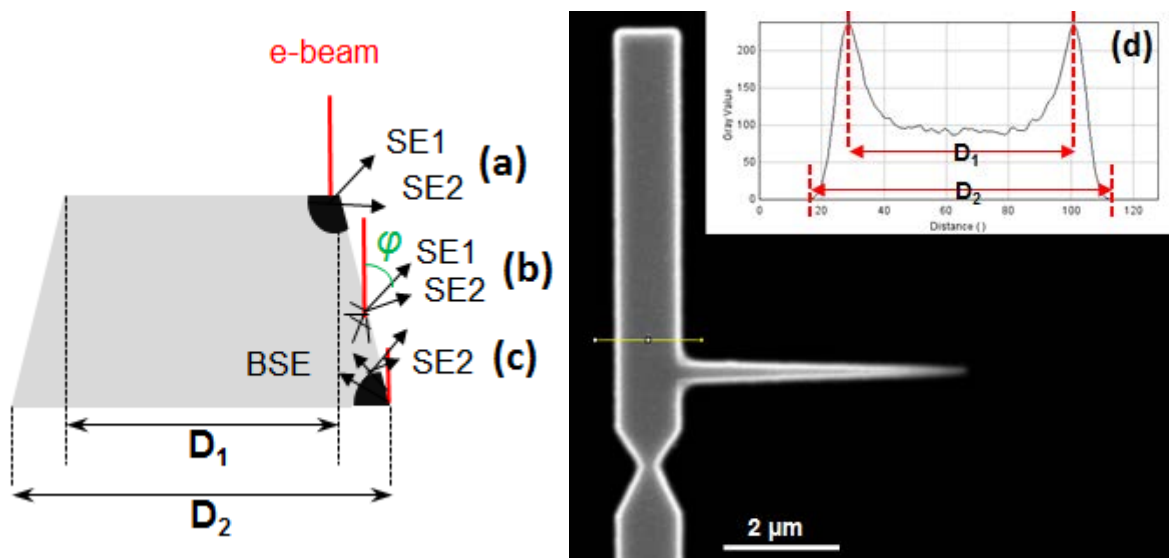 e-beam
SE1
(a)
SE2
φ
SE1
(b)
SE2
BSE
SE2
(c)
D1
D2
(d)
200
150
100
50
0
Gray Value
D1
D2
0
20
40
60
80
100
120
Distance ( )
2 μm